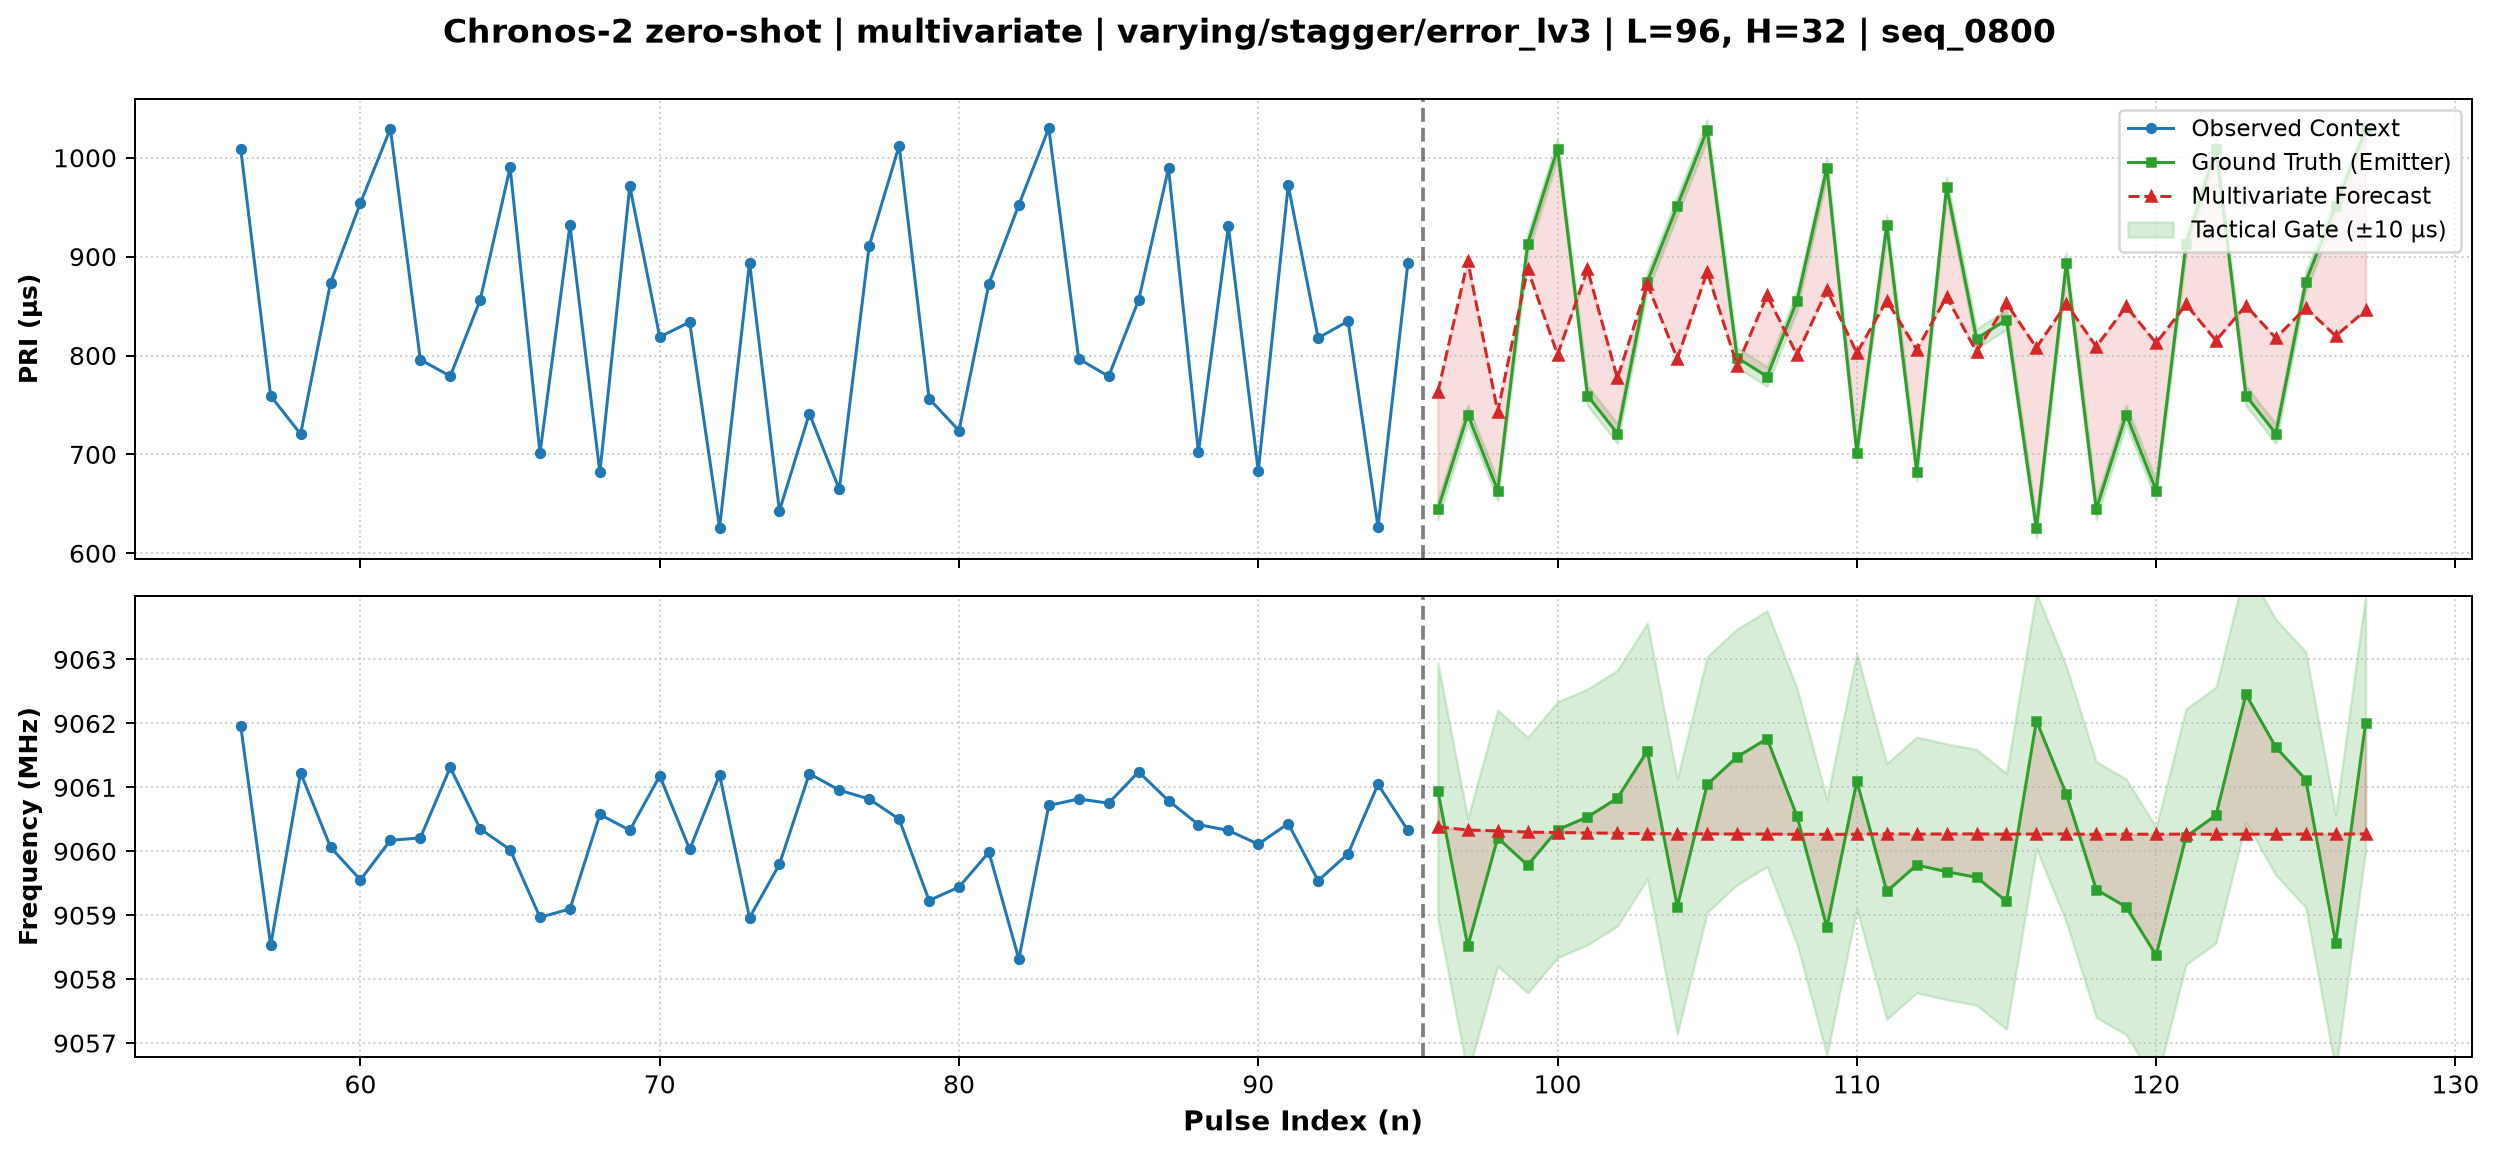 Chronos-2 zero-shot | multivariate | varying/stagger/error_lv3 | L=96, H=32 | seq_0800
PRI (µs)
1000
900
800
700
600
Observed Context
Ground Truth (Emitter)
Multivariate Forecast
Tactical Gate (±10 µs)
Frequency (MHz)
9063
9062
9061
9060
9059
9058
9057
60 70 80 90 100 110 120 130
Pulse Index (n)